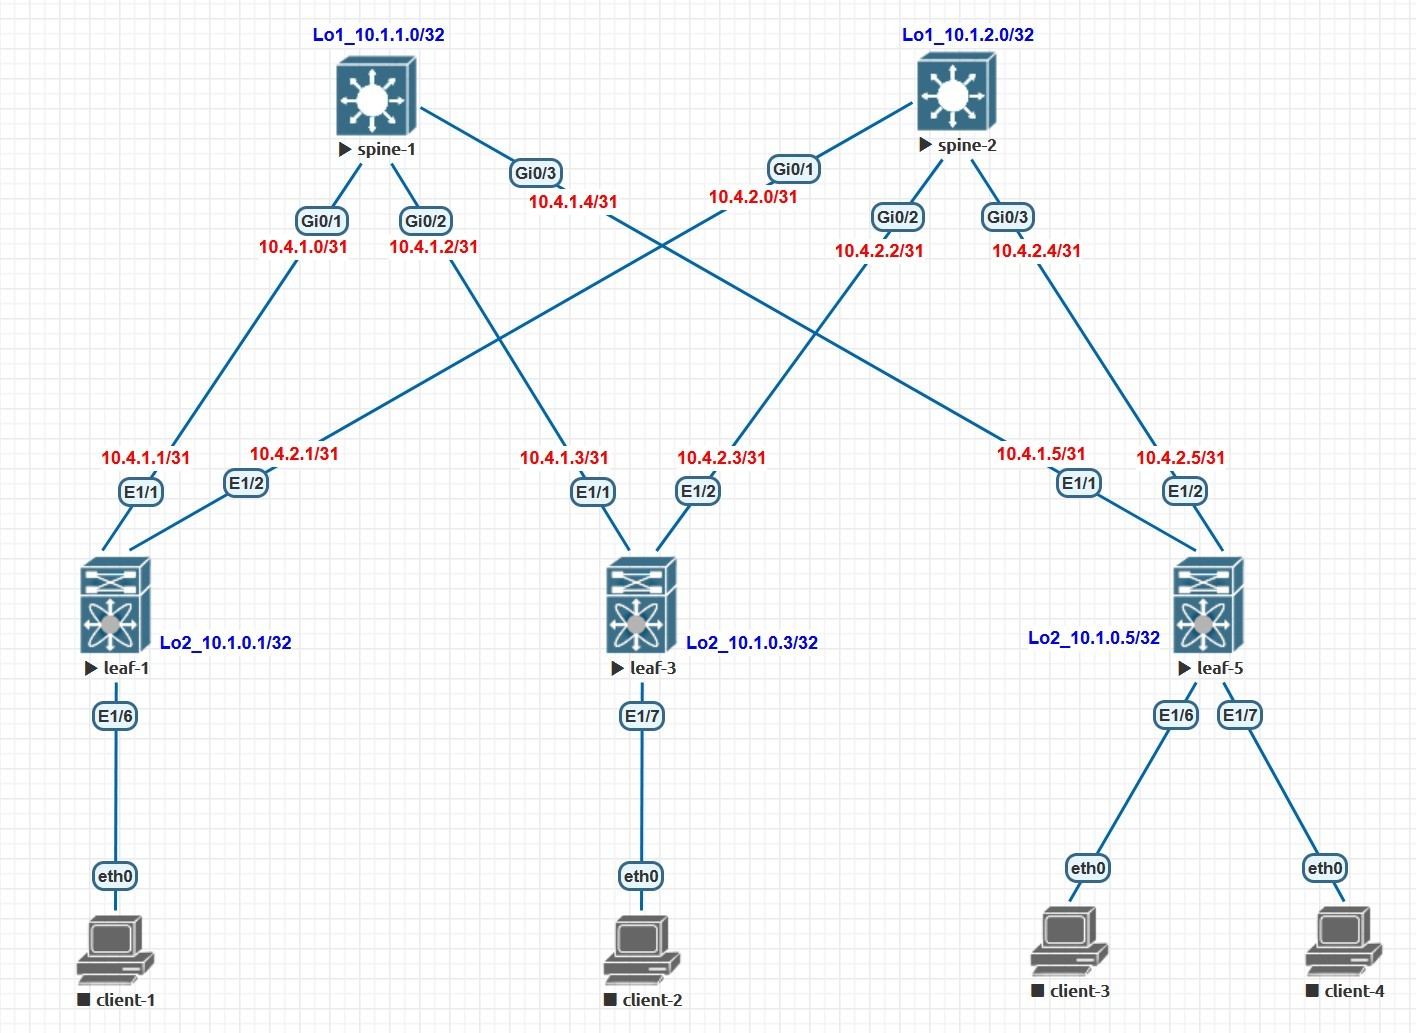 Lo1_10.1.1.0/32
Lo1_10.1.2.0/32
spine-1
spine-2
Gi0/3
Gi0/1
10.4.1.4/31
10.4.2.0/31
Gi0/1
Gi0/2
Gi0/2
Gi0/3
10.4.1.0/31
10.4.1.2/31
10.4.2.2/31
10.4.2.4/31
10.4.1.1/31
10.4.2.1/31
10.4.1.3/31
10.4.2.3/31
10.4.1.5/31
10.4.2.5/31
E1/1
E1/2
E1/1
E1/2
E1/1
E1/2
Lo2_10.1.0.1/32
Lo2_10.1.0.3/32
Lo2_10.1.0.5/32
leaf-1
leaf-3
leaf-5
E1/6
E1/7
E1/6
E1/7
eth0
eth0
eth0
eth0
client-1
client-2
client-3
client-4